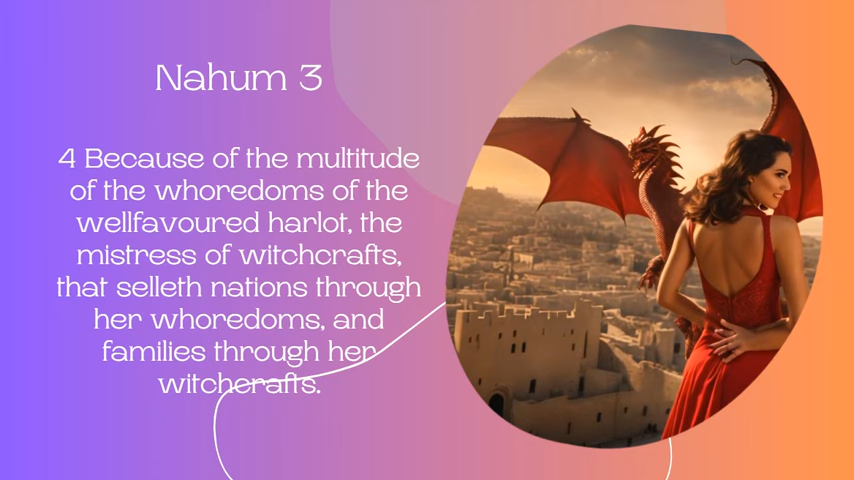 Nahum 3
4 Because of the multitude
of the whoredoms of the
wellfavoured harlot, the
mistress of witchcrafts,
that selleth nations through
her whoredoms, and
families through her
witchcrafts.